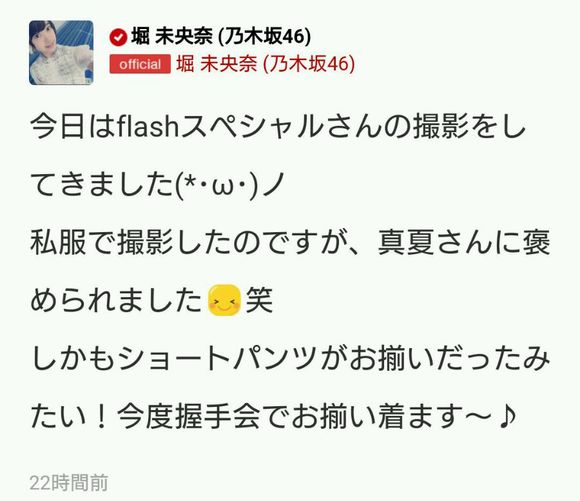 堀 未央奈 (乃木坂46)
official 堀 未央奈 (乃木坂46)
今日はflashスペシャルさんの撮影をし
てきました(*･ω･)ノ
私服で撮影したのですが、真夏さんに褒
められました😊笑
しかもショートパンツがお揃いだったみ
たい！今度握手会でお揃い着ます〜♪
22時間前